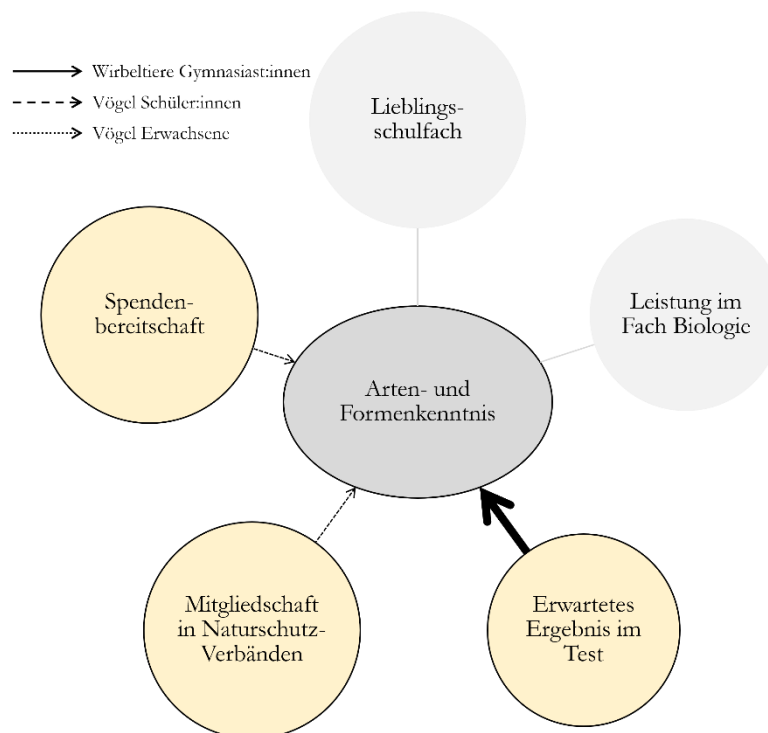 Wirbeltiere Gymnasiast:innen
Vögel Schüler:innen
Vögel Erwachsene
Lieblings-
schulfach
Spenden-
bereitschaft
Leistung im
Fach Biologie
Arten- und
Formenkenntnis
Mitgliedschaft
in Naturschutz-
Verbänden
Erwartetes
Ergebnis im
Test